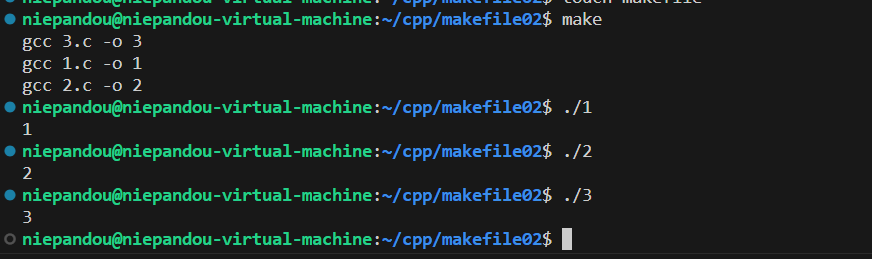 touch makefile
niepandou@niepandou-virtual-machine:~/cpp/makefile02$ make
gcc 3.c -o 3
gcc 1.c -o 1
gcc 2.c -o 2
niepandou@niepandou-virtual-machine:~/cpp/makefile02$ ./1
1
niepandou@niepandou-virtual-machine:~/cpp/makefile02$ ./2
2
niepandou@niepandou-virtual-machine:~/cpp/makefile02$ ./3
3
niepandou@niepandou-virtual-machine:~/cpp/makefile02$